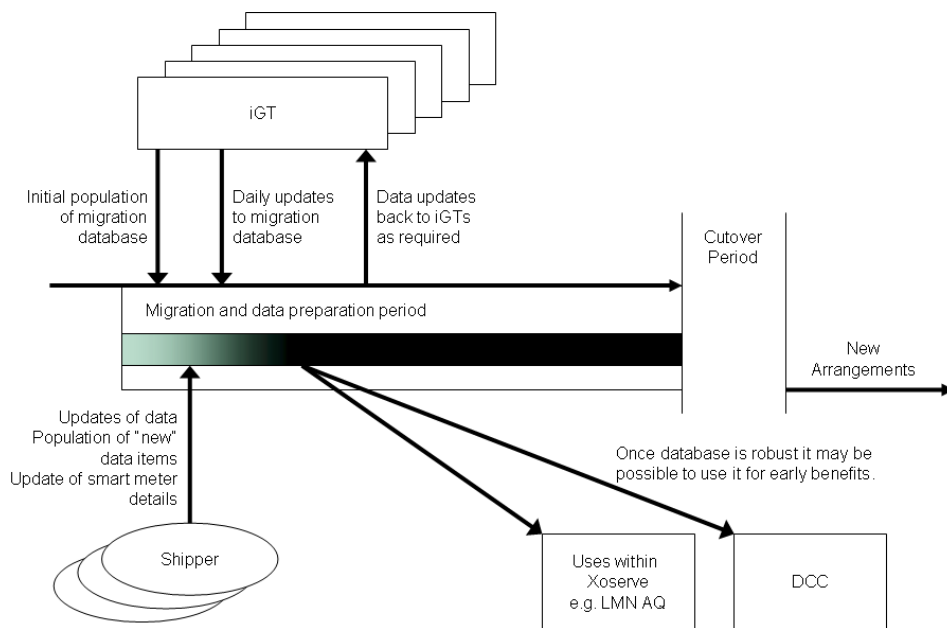 iGT
Initial population
of migration
database
Daily updates
to migration
database
Data updates
back to iGTs
as required
Cutover
Period
Migration and data preparation period
New
Arrangements
Updates of data
Population of "new"
data items
Update of smart meter
details
Once database is robust it may be
possible to use it for early benefits.
Shipper
Uses within
Xoserve
e.g. LMN AQ
DCC